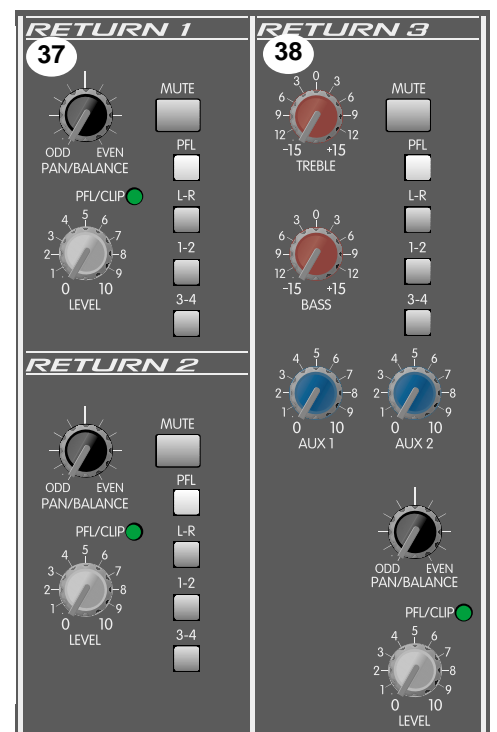 RETURN 1
37
MUTE
ODD EVEN
PAN/BALANCE
PFL
PFL/CLIP
L-R
0 1 2 3 4 5 6 7 8 9 10
LEVEL
1-2
3-4
RETURN 2
MUTE
ODD EVEN
PAN/BALANCE
PFL
PFL/CLIP
L-R
0 1 2 3 4 5 6 7 8 9 10
LEVEL
1-2
3-4
RETURN 3
38
MUTE
12 9 6 3 0 3 6 9 12
-15 +15
TREBLE
PFL
L-R
12 9 6 3 0 3 6 9 12
-15 +15
BASS
1-2
3-4
0 1 2 3 4 5 6 7 8 9 10
AUX 1
0 1 2 3 4 5 6 7 8 9 10
AUX 2
ODD EVEN
PAN/BALANCE
PFL/CLIP
0 1 2 3 4 5 6 7 8 9 10
LEVEL